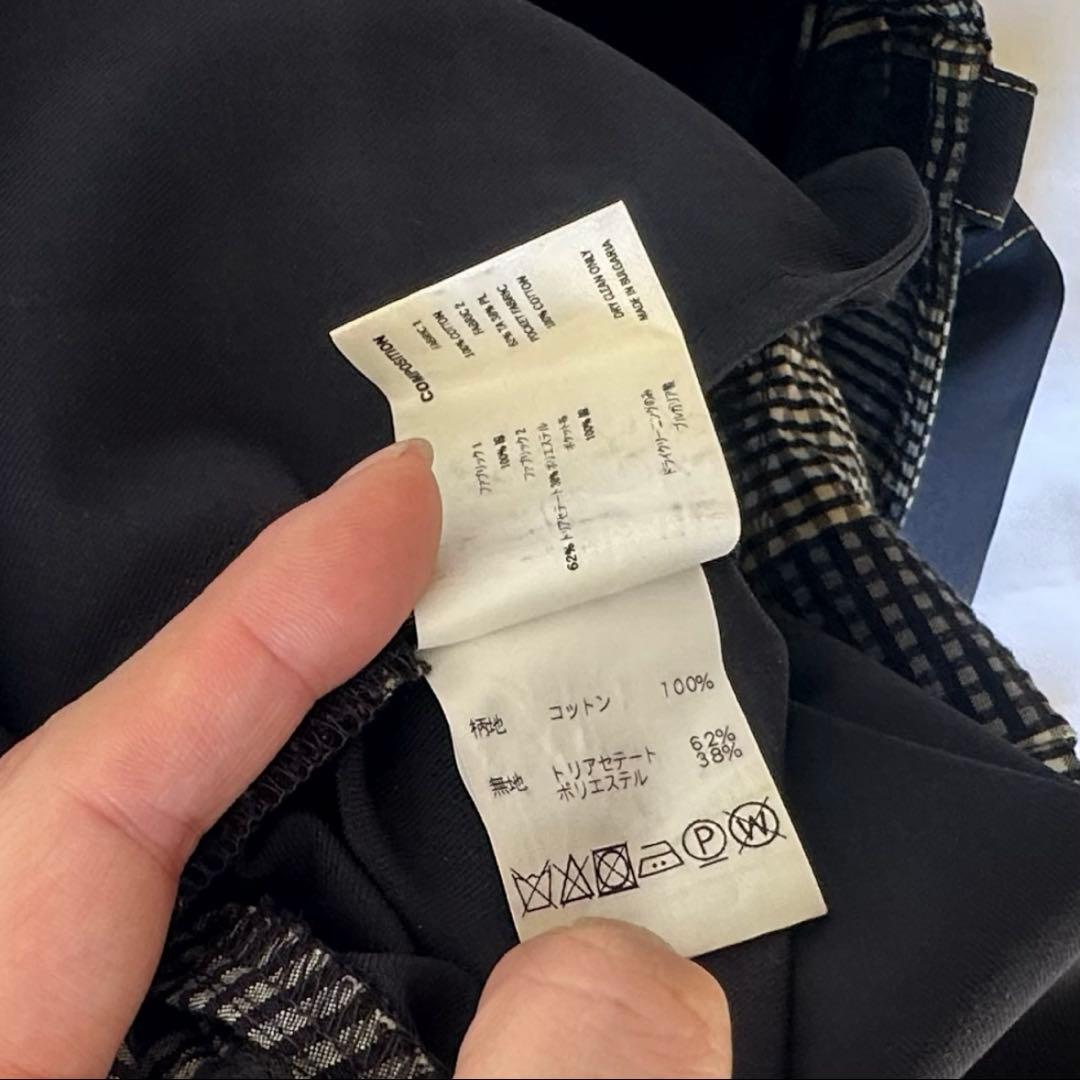 COMPOSITION
FABRIC 1
100% COTTON
FABRIC 2
62% TA 38% PL
POCKET FABRIC
100% COTTON
DRY CLEAN ONLY
MADE IN BULGARIA
ファブリック 1
100% 綿
ファブリック 2
62% トリアセテート 38% ポリエステル
ポケット布
100% 綿
ドライクリーニングのみ
ブルガリア製
柄地 コットン 100%
無地 トリアセテート 62%
ポリエステル 38%
P W